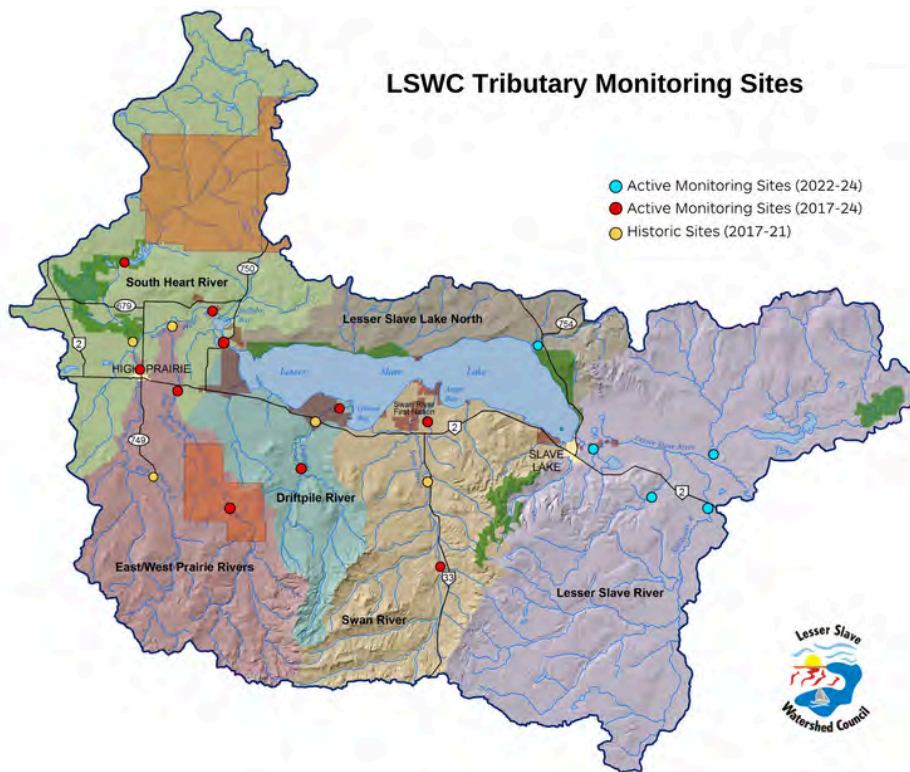 LSWC Tributary Monitoring Sites
Active Monitoring Sites (2022-24)
Active Monitoring Sites (2017-24)
Historic Sites (2017-21)
750
South Heart River
679
Lesser Slave Lake North
754
2
HIGH PRAIRIE
Lesser Slave Lake
Swan River
First Nation
2
749
SLAVE
LAKE
Lesser Slave River
2
Driftpile River
East/West Prairie Rivers
33
Swan River
Lesser Slave River
Lesser Slave
Watershed Council